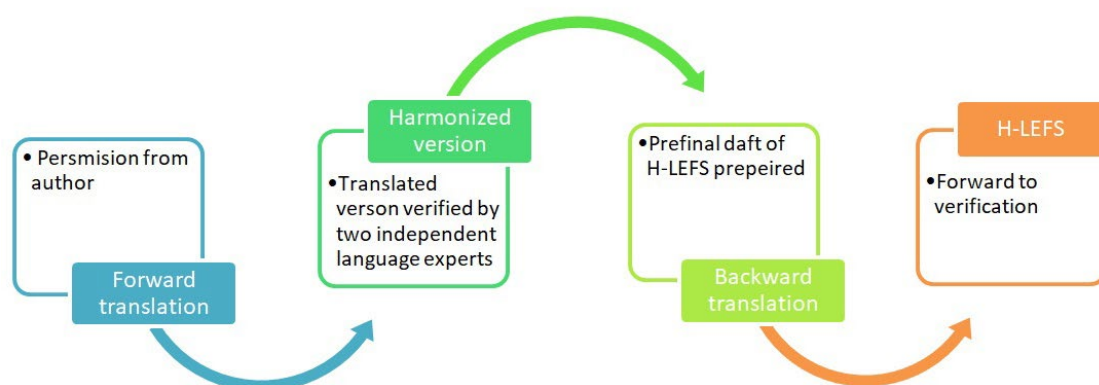 • Persmision from
author
Forward
translation
Harmonized
version
•Translated
verson verified by
two independent
language experts
•Prefinal daft of
H-LEFS prepeired
Backward
translation
H-LEFS
•Forward to
verification